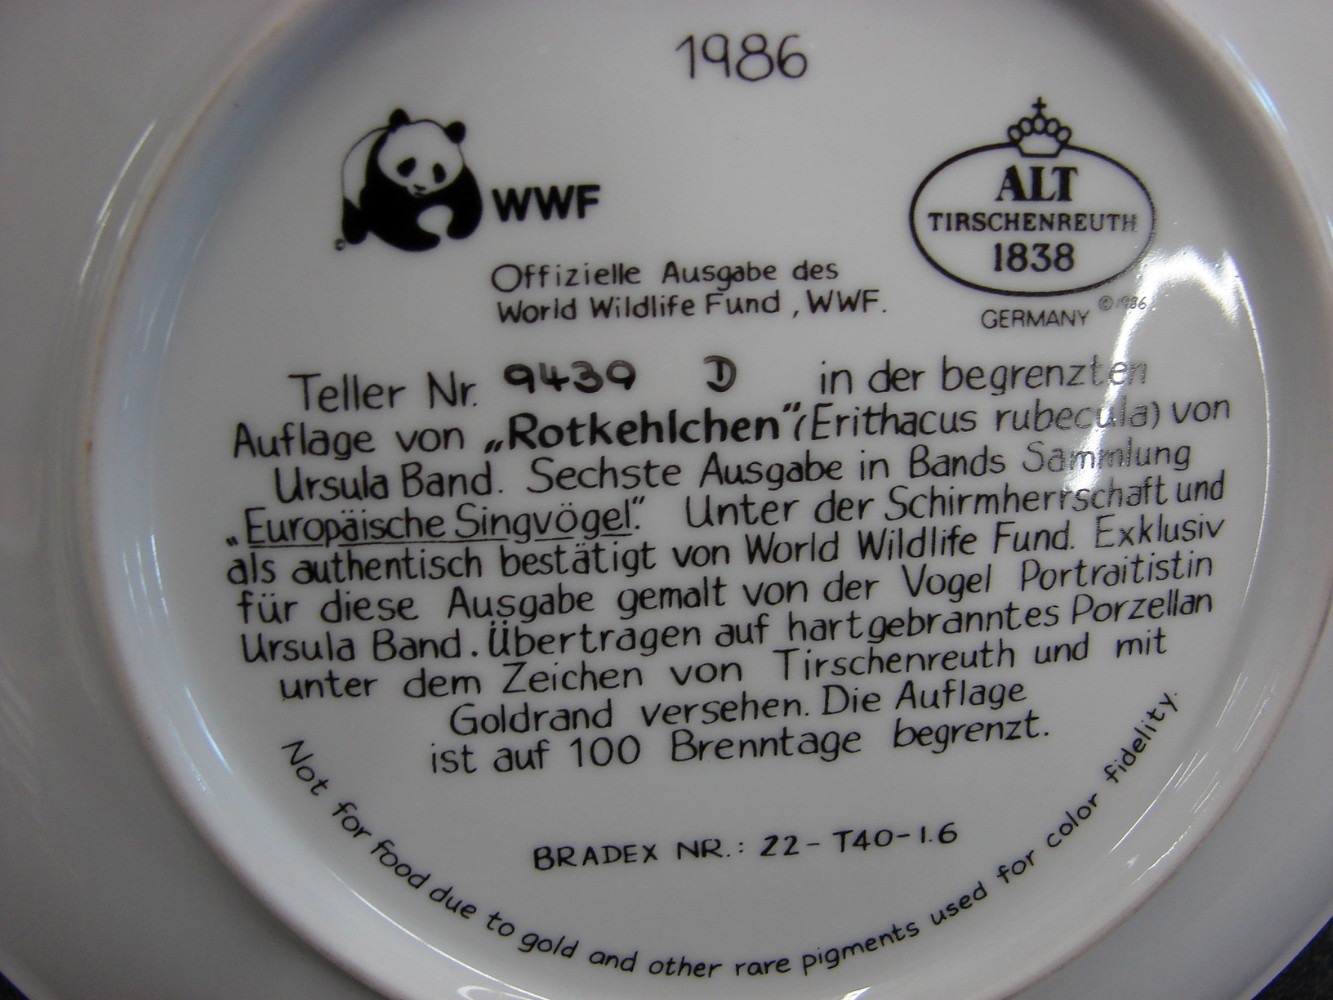 1986
WWF
©
ALT
TIRSCHENREUTH
1838
GERMANY ©1986
Offizielle Ausgabe des
World Wildlife Fund, WWF.
Teller Nr. 9439 D in der begrenzten
Auflage von „Rotkehlchen" (Erithacus rubecula) von
Ursula Band. Sechste Ausgabe in Bands Sammlung
„Europäische Singvögel". Unter der Schirmherrschaft und
als authentisch bestätigt von World Wildlife Fund. Exklusiv
für diese Ausgabe gemalt von der Vogel Portraitistin
Ursula Band. Übertragen auf hartgebranntes Porzellan
unter dem Zeichen von Tirschenreuth und mit
Goldrand versehen. Die Auflage
ist auf 100 Brenntage begrenzt.
BRADEX NR.: 22-T40-1.6
Not for food due to gold and other rare pigments used for color fidelity.